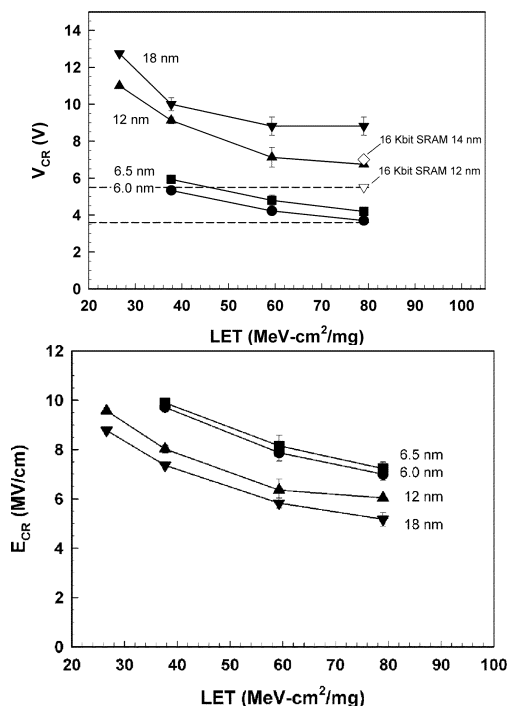 16
14
12
10
8
6
4
2
0
V_CR (V)
18 nm
12 nm
6.5 nm
6.0 nm
16 Kbit SRAM 14 nm
16 Kbit SRAM 12 nm
20 30 40 50 60 70 80 90 100
LET (MeV-cm²/mg)
12
10
8
6
4
2
0
E_CR (MV/cm)
6.5 nm
6.0 nm
12 nm
18 nm
20 30 40 50 60 70 80 90 100
LET (MeV-cm²/mg)